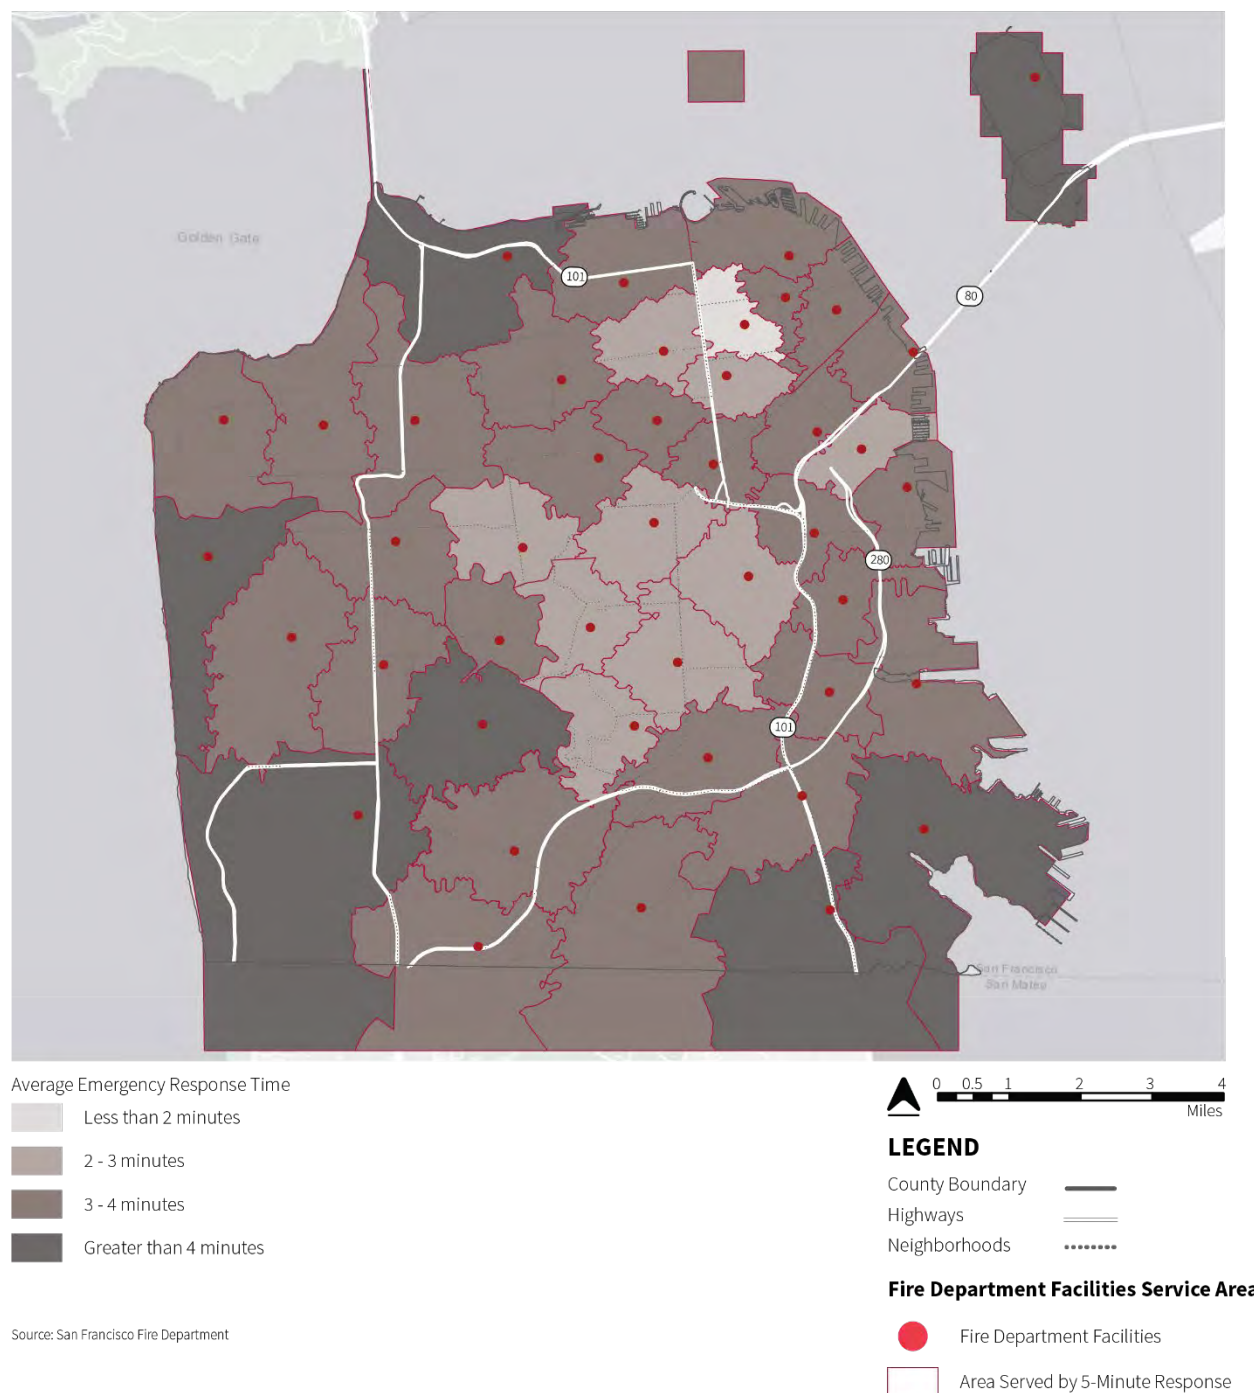 Golden Gate
101
80
280
101
San Francisco
San Mateo
Average Emergency Response Time
Less than 2 minutes
2 - 3 minutes
3 - 4 minutes
Greater than 4 minutes
Source: San Francisco Fire Department
0 0.5 1 2 3 4
Miles
LEGEND
County Boundary
Highways
Neighborhoods
Fire Department Facilities Service Area
Fire Department Facilities
Area Served by 5-Minute Response